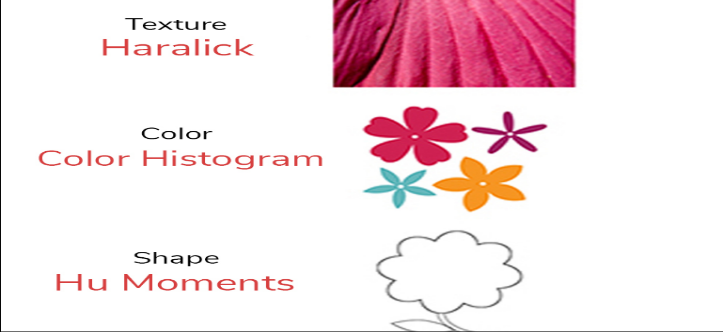 Texture
Haralick
Color
Color Histogram
Shape
Hu Moments